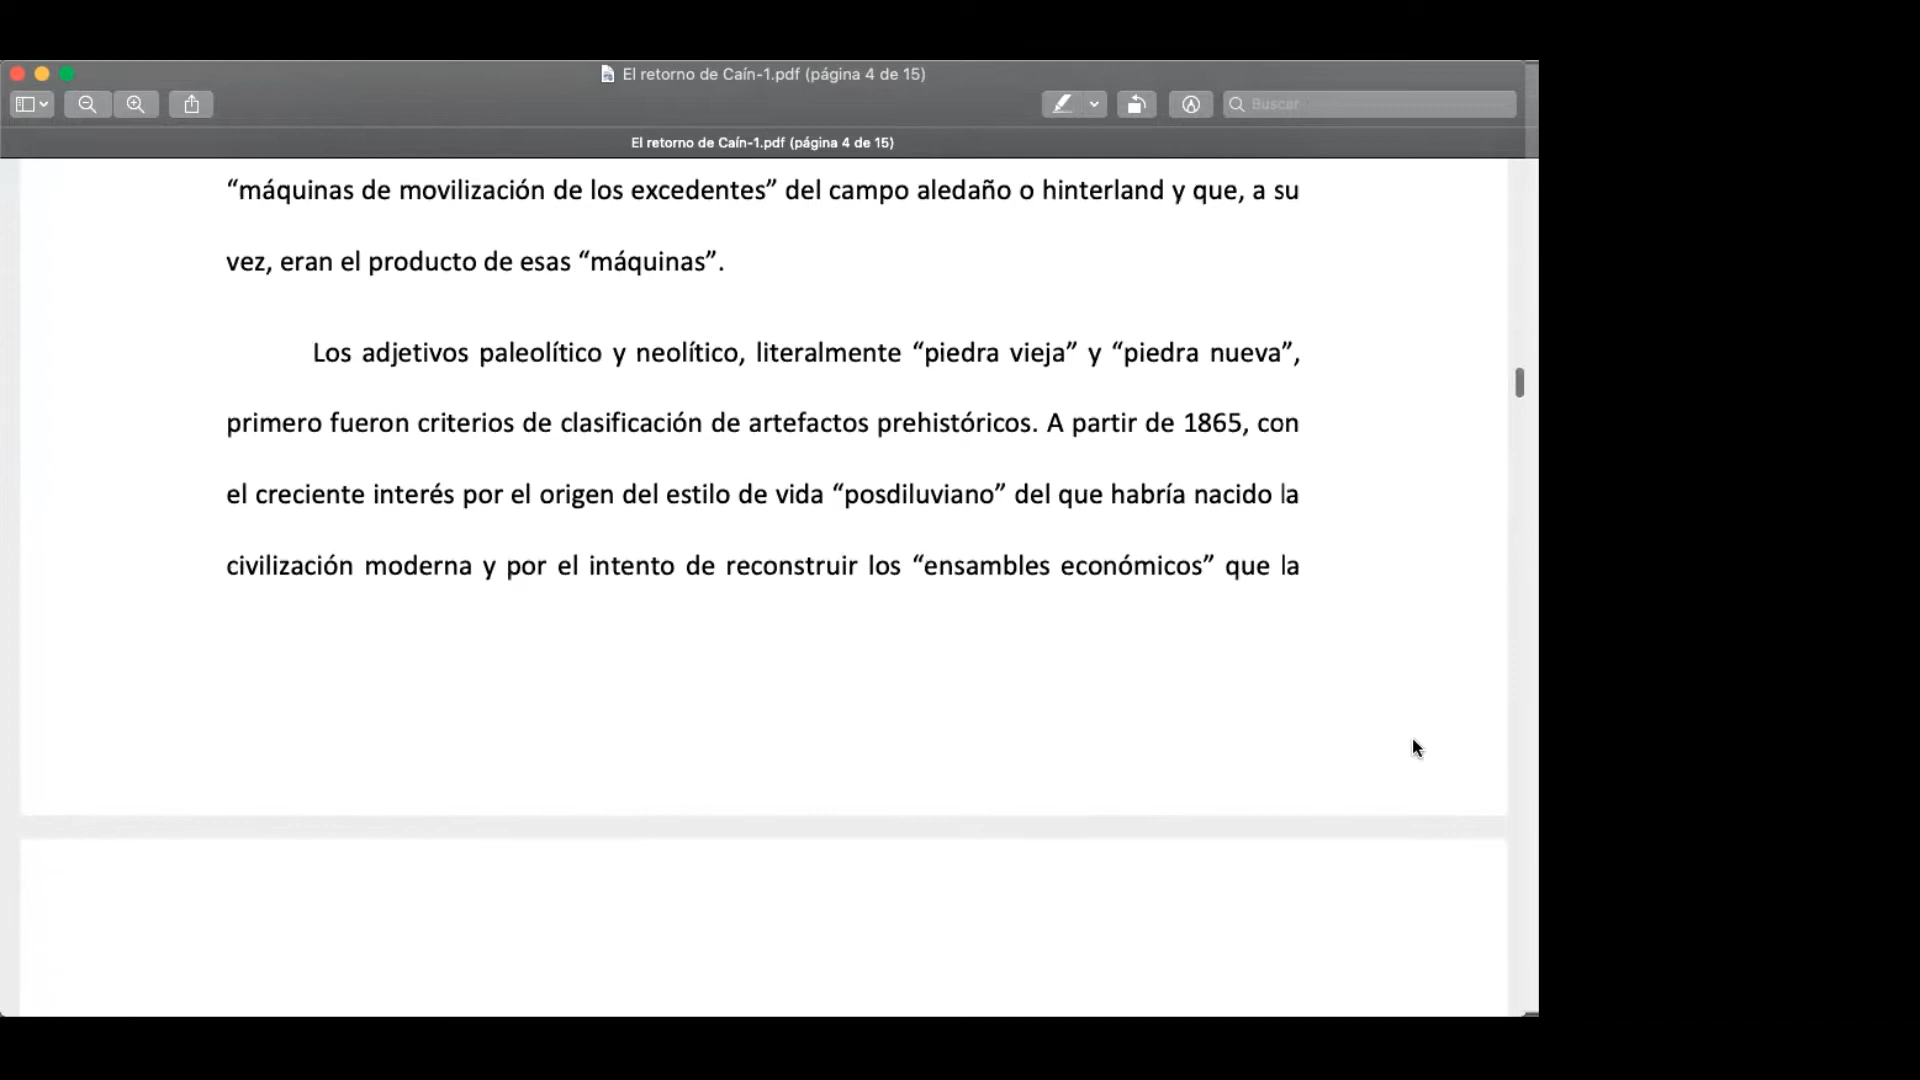 El retorno de Caín-1.pdf (página 4 de 15)
Buscar
El retorno de Caín-1.pdf (página 4 de 15)
“máquinas de movilización de los excedentes” del campo aledaño o hinterland y que, a su
vez, eran el producto de esas “máquinas”.
Los adjetivos paleolítico y neolítico, literalmente “piedra vieja” y “piedra nueva”,
primero fueron criterios de clasificación de artefactos prehistóricos. A partir de 1865, con
el creciente interés por el origen del estilo de vida “posdiluviano” del que habría nacido la
civilización moderna y por el intento de reconstruir los “ensambles económicos” que la